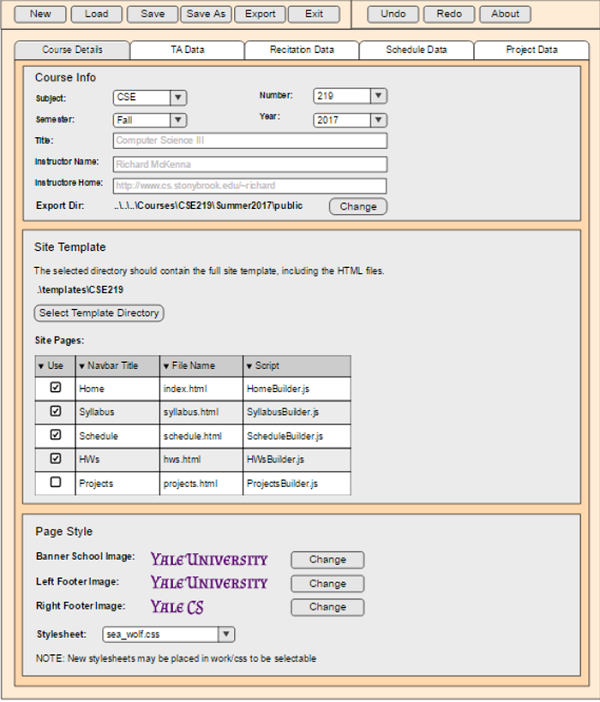 New Load Save Save As Export Exit Undo Redo About
Course Details TA Data Recitation Data Schedule Data Project Data
Course Info
Subject: CSE Number: 219
Semester: Fall Year: 2017
Title: Computer Science III
Instructor Name: Richard McKenna
Instructore Home: http://www.cs.stonybrook.edu/~richard
Export Dir: ..\..\..\Courses\CSE219\Summer2017\public Change
Site Template
The selected directory should contain the full site template, including the HTML files.
.\templates\CSE219
Select Template Directory
Site Pages:
Use Navbar Title File Name Script
Home index.html HomeBuilder.js
Syllabus syllabus.html SyllabusBuilder.js
Schedule schedule.html ScheduleBuilder.js
HWs hws.html HWsBuilder.js
Projects projects.html ProjectsBuilder.js
Page Style
Banner School Image: Yale University Change
Left Footer Image: Yale University Change
Right Footer Image: Yale CS Change
Stylesheet: sea_wolf.css
NOTE: New stylesheets may be placed in work/css to be selectable